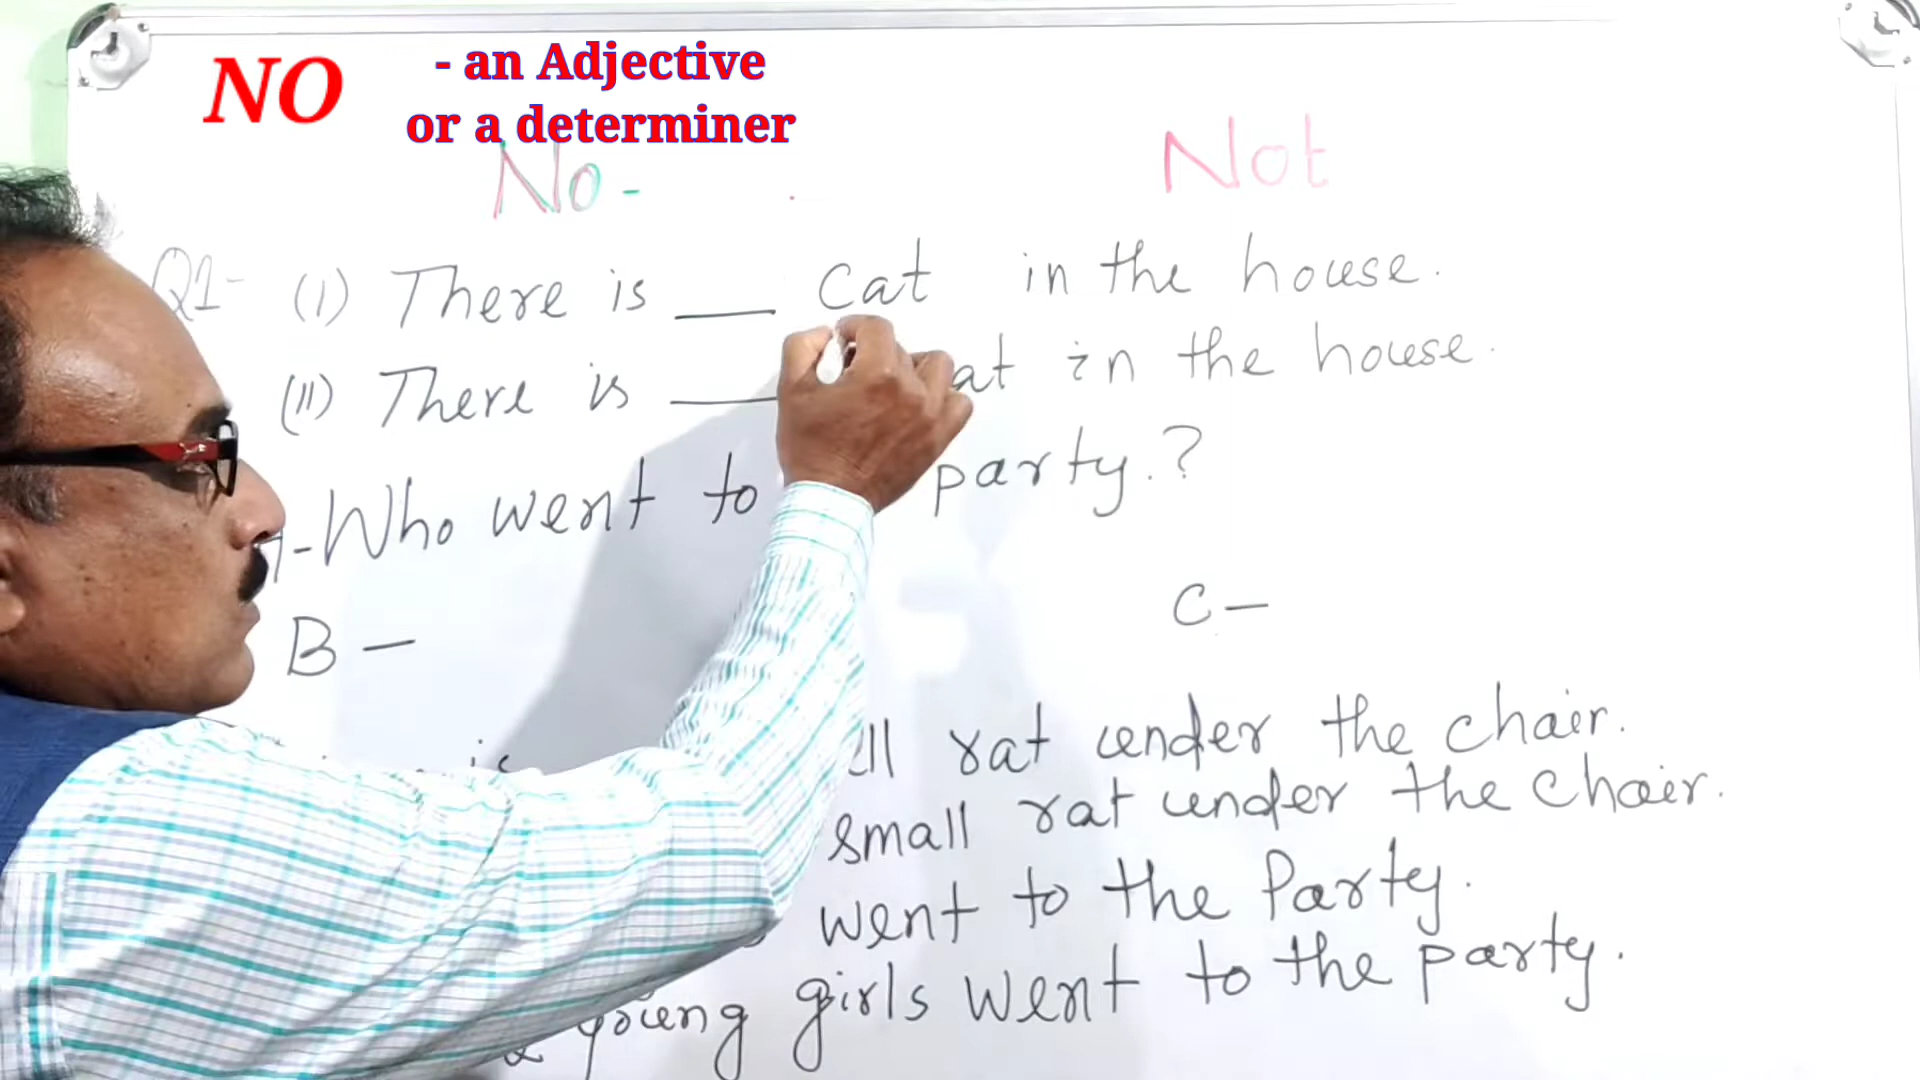 NO - an Adjective
or a determiner
No - Not
Q1- (I) There is ___ cat in the house.
(II) There is ___ at in the house.
-Who went to party.?
B - C -
is ll rat under the chair.
small rat under the chair.
went to the Party.
young girls went to the party.